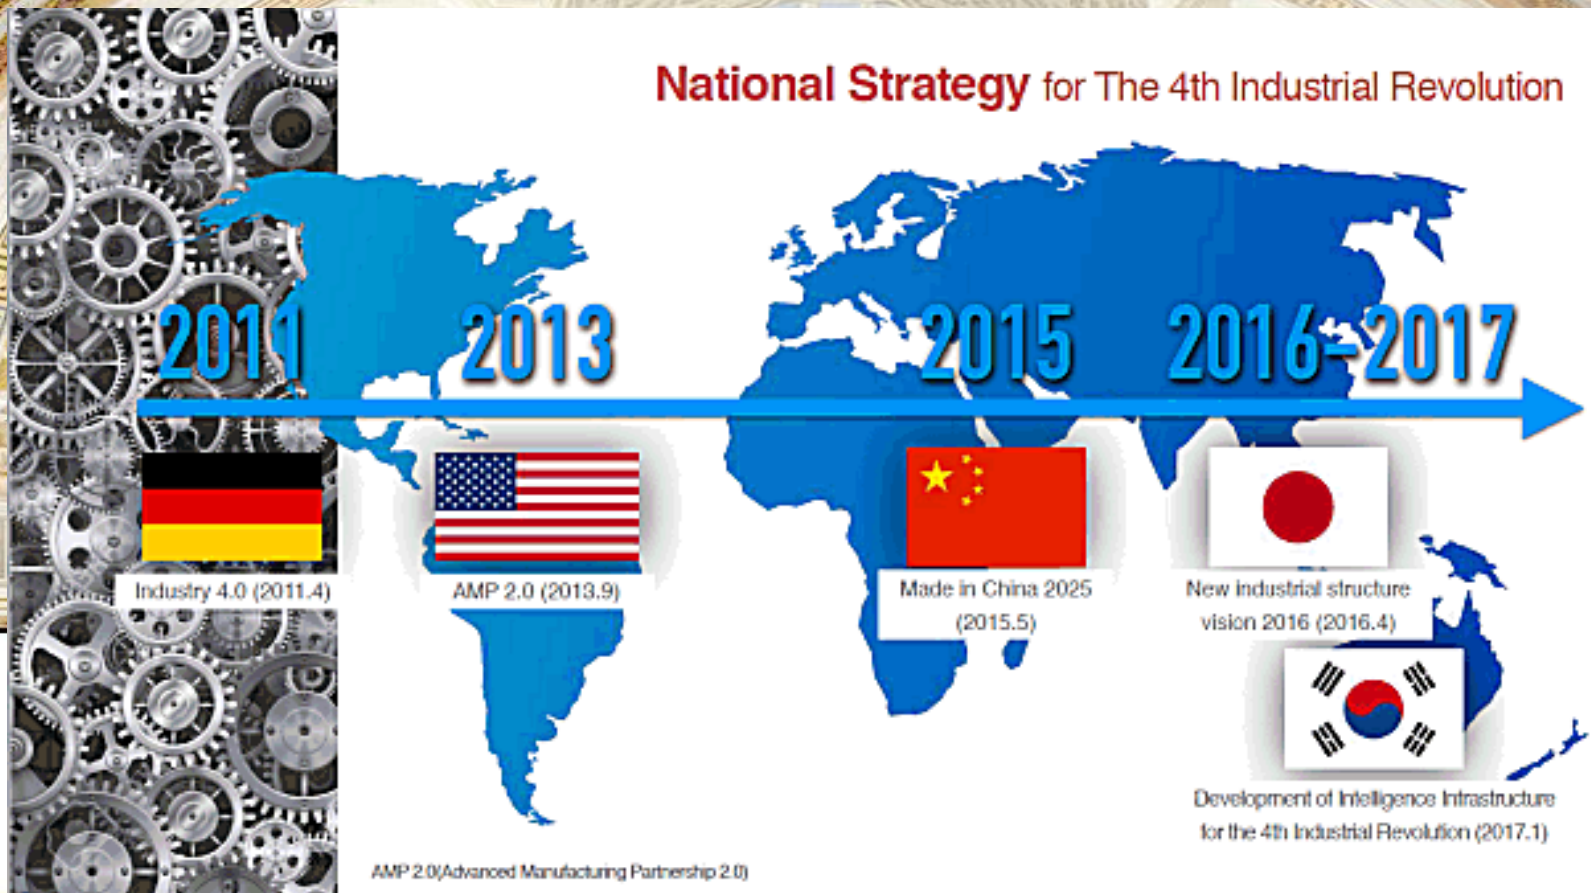 National Strategy for The 4th Industrial Revolution
2011
2013
2015
2016-2017
Industry 4.0 (2011.4)
AMP 2.0 (2013.9)
Made in China 2025
(2015.5)
New industrial structure
vision 2016 (2016.4)
Development of Intelligence Infrastructure
for the 4th Industrial Revolution (2017.1)
AMP 2.0(Advanced Manufacturing Partnership 2.0)